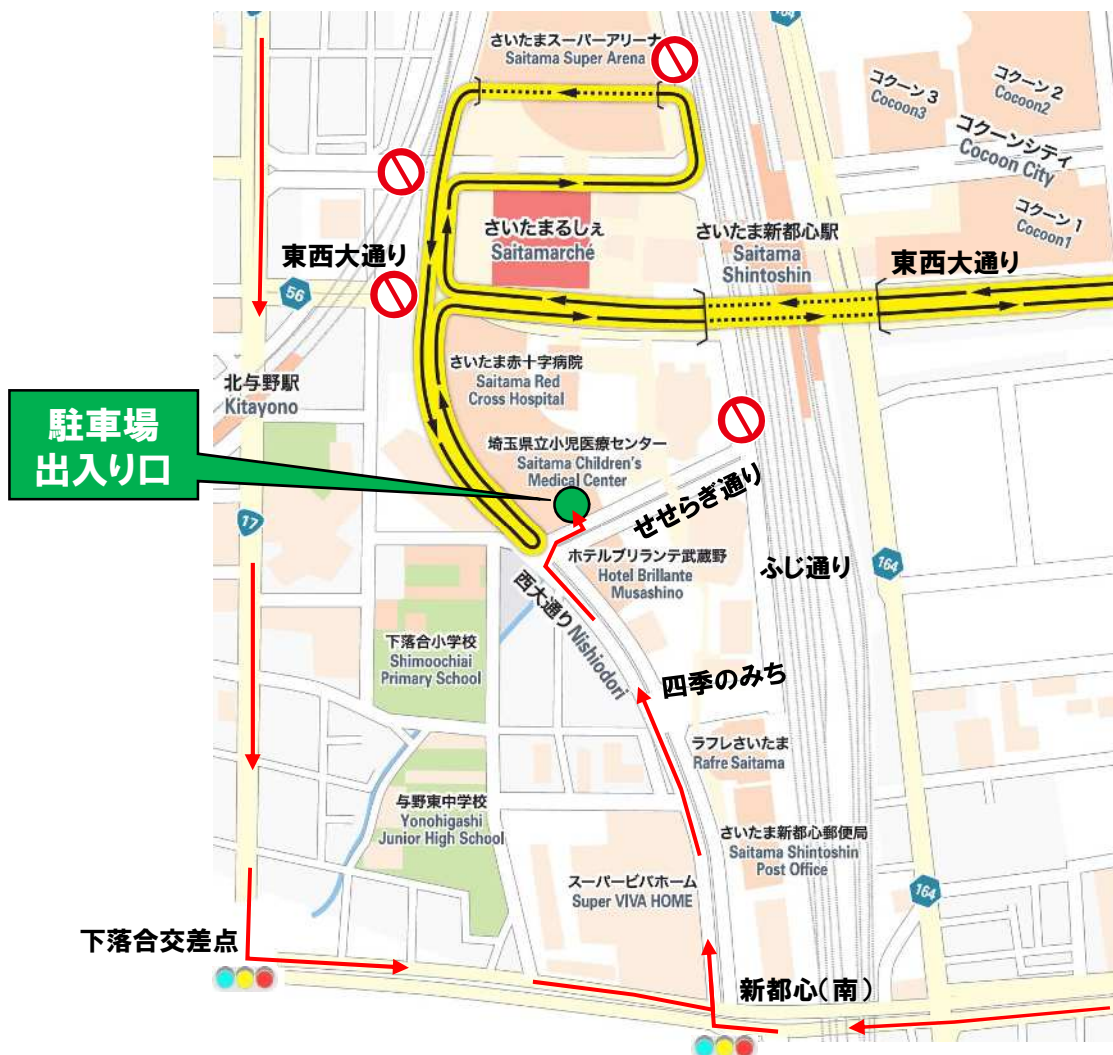 164
さいたまスーパーアリーナ
Saitama Super Arena
コクーン 3
Cocoon3
コクーン 2
Cocoon2
コクーンシティ
Cocoon City
コクーン 1
Cocoon1
さいたまるしぇ
Saitamarché
さいたま新都心駅
Saitama
Shintoshin
東西大通り
東西大通り
56
さいたま赤十字病院
Saitama Red
Cross Hospital
北与野駅
Kitayono
駐車場
出入り口
埼玉県立小児医療センター
Saitama Children's
Medical Center
せせらぎ通り
17
ホテルブリランテ武蔵野
Hotel Brillante
Musashino
ふじ通り
164
西大通り Nishiodori
下落合小学校
Shimoochiai
Primary School
四季のみち
ラフレさいたま
Rafre Saitama
与野東中学校
Yonohigashi
Junior High School
さいたま新都心郵便局
Saitama Shintoshin
Post Office
スーパービバホーム
Super VIVA HOME
164
下落合交差点
新都心(南)